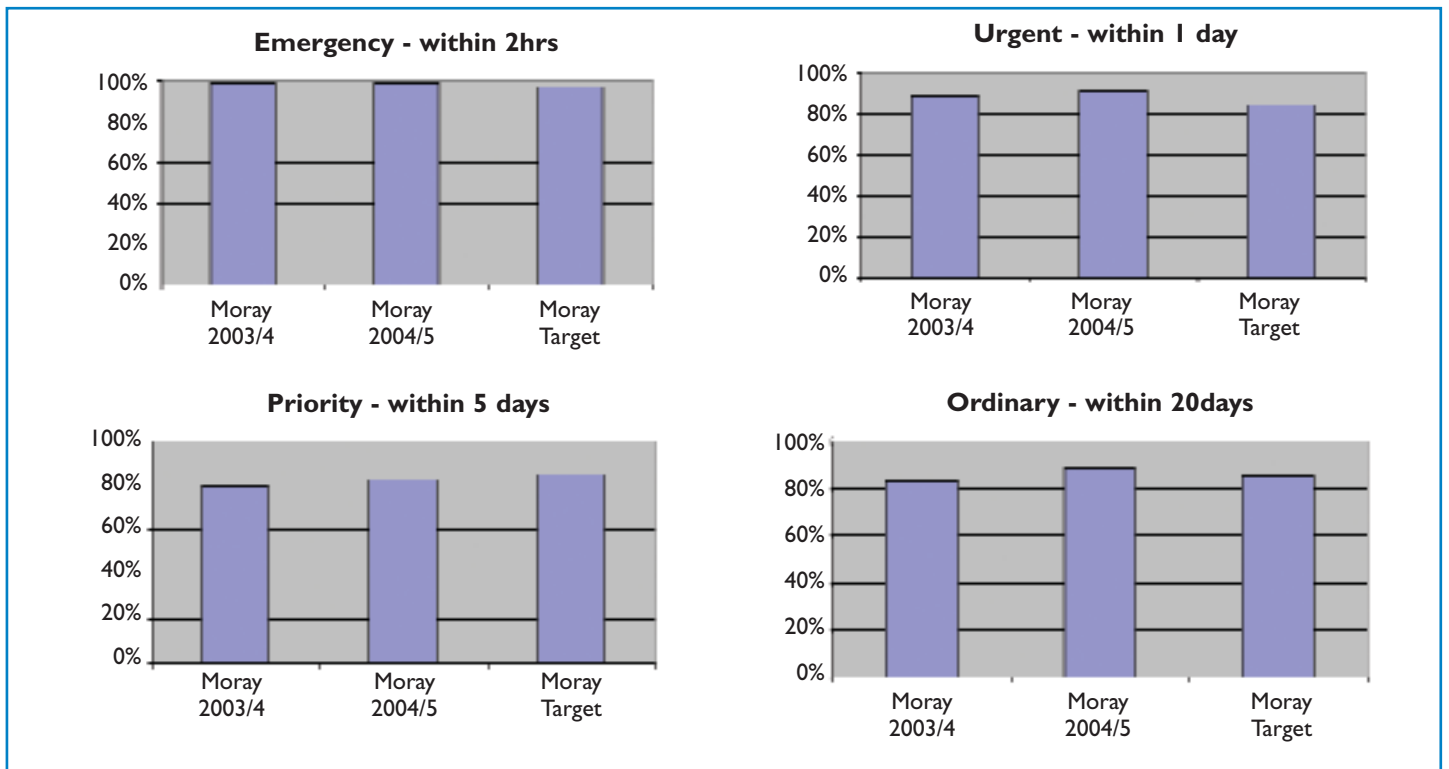 Emergency - within 2hrs
100%
80%
60%
40%
20%
0%
Moray
2003/4
Moray
2004/5
Moray
Target
Urgent - within 1 day
100%
80%
60%
40%
20%
0%
Moray
2003/4
Moray
2004/5
Moray
Target
Priority - within 5 days
100%
80%
60%
40%
20%
0%
Moray
2003/4
Moray
2004/5
Moray
Target
Ordinary - within 20days
100%
80%
60%
40%
20%
0%
Moray
2003/4
Moray
2004/5
Moray
Target